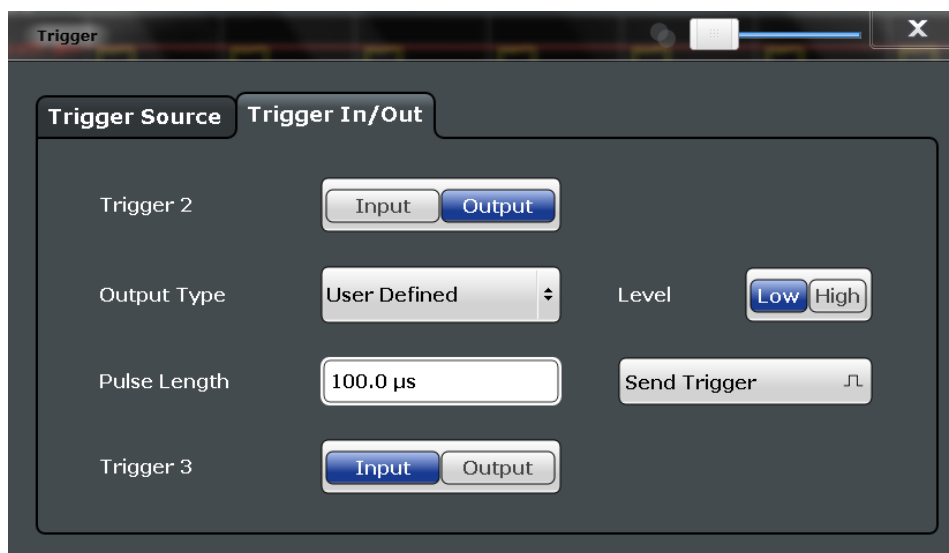 Trigger
X
Trigger Source Trigger In/Out
Trigger 2 Input Output
Output Type User Defined Level Low High
Pulse Length 100.0 µs Send Trigger
Trigger 3 Input Output